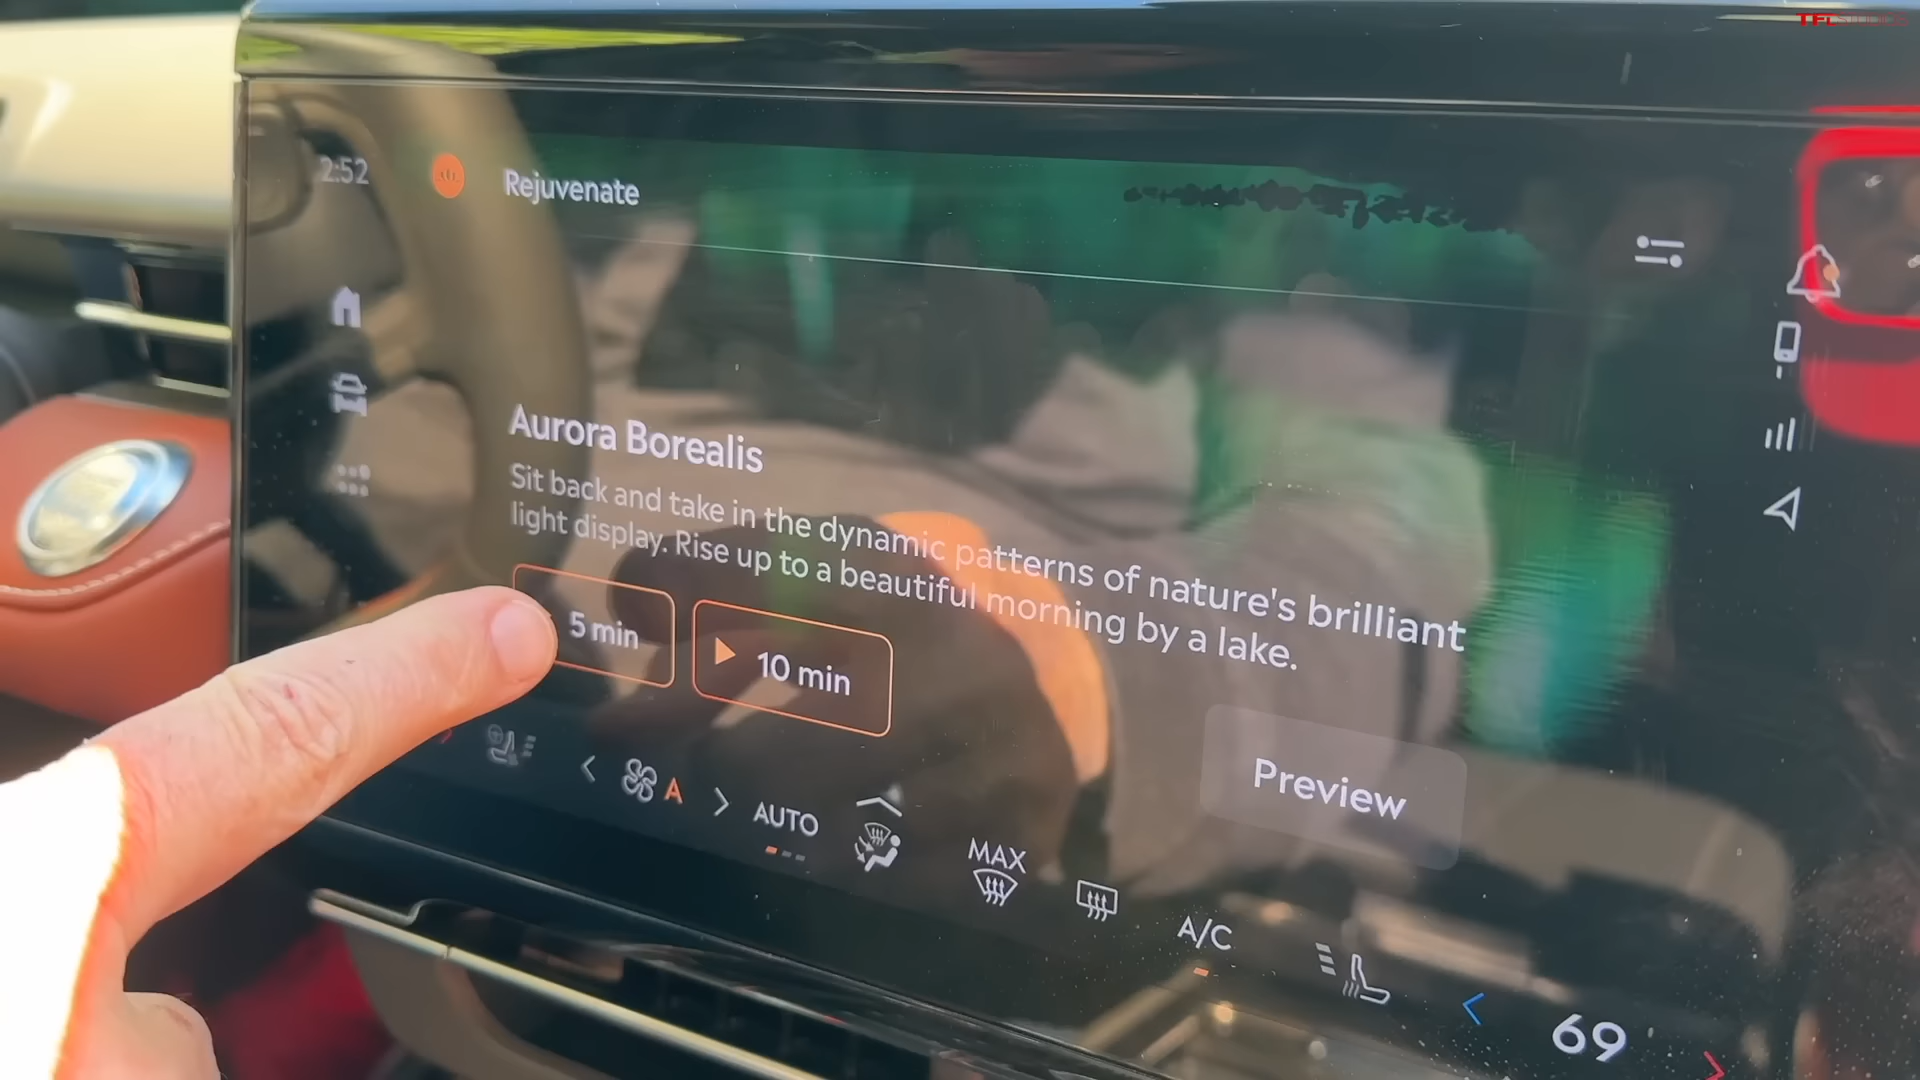 TFLSTUDIOS
2:52
Rejuvenate
Aurora Borealis
Sit back and take in the dynamic patterns of nature's brilliant
light display. Rise up to a beautiful morning by a lake.
5 min
10 min
Preview
A
AUTO
MAX
A/C
69